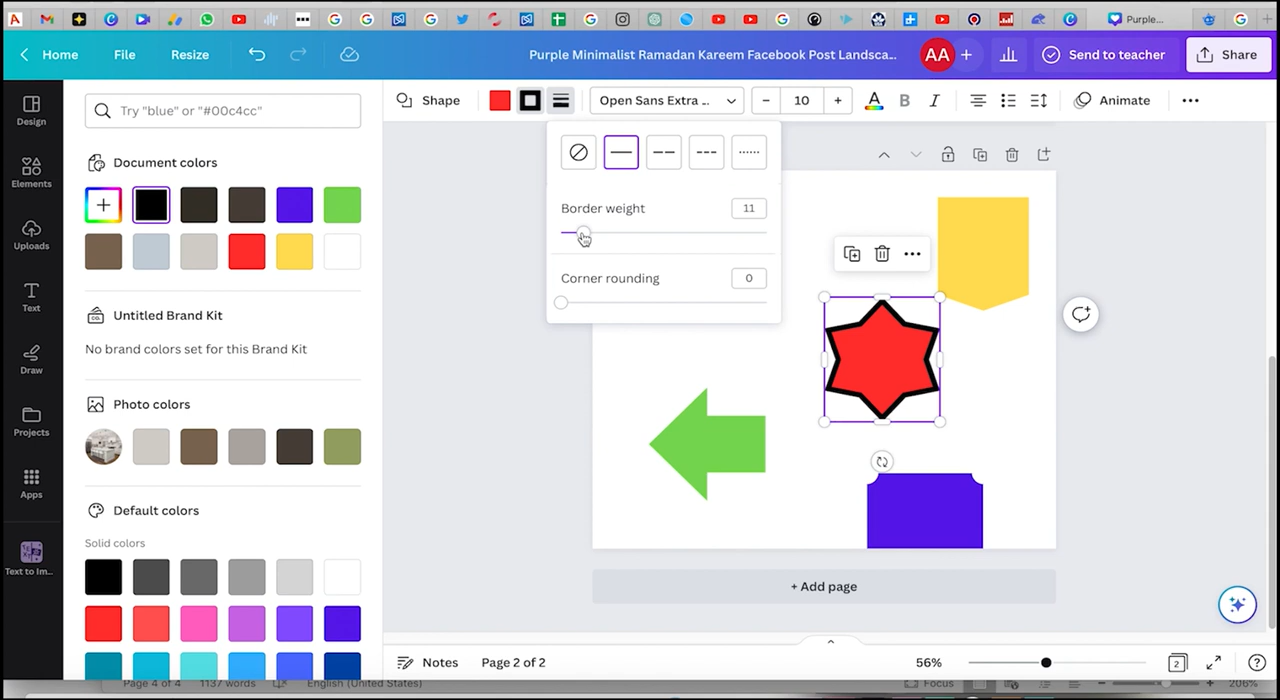 Home
File
Resize
Purple Minimalist Ramadan Kareem Facebook Post Landsca...
AA
Send to teacher
Share
Purple...
Design
Elements
Uploads
Text
Draw
Projects
Apps
Text to Im...
Try "blue" or "#00c4cc"
Document colors
Untitled Brand Kit
No brand colors set for this Brand Kit
Photo colors
Default colors
Solid colors
Shape
Open Sans Extra ...
10
A
B
I
Animate
Border weight
11
Corner rounding
0
+ Add page
Notes
Page 2 of 2
56%
2
Page 4 of 4
1137 words
English (United States)
Focus
206%